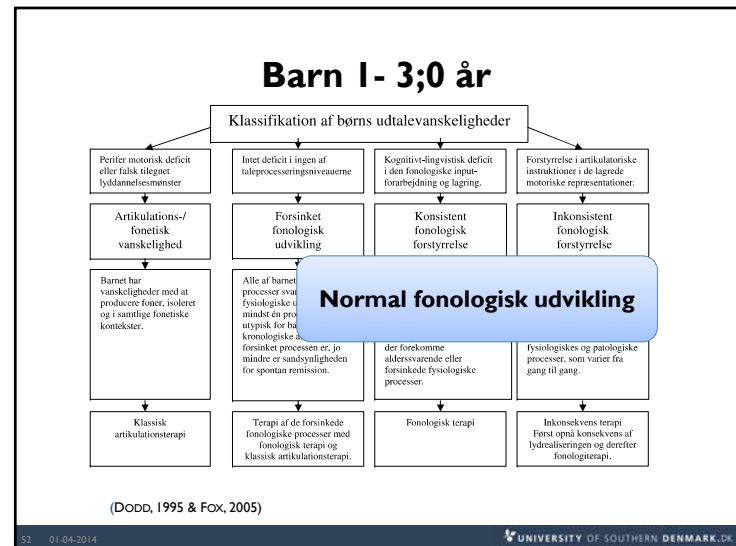 Barn 1- 3;0 år
Klassifikation af børns udtalevanskeligheder
Perifer motorisk deficit
eller falsk tilegnet
lyddannelsesmønster
Intet deficit i ingen af
taleprocesseringsniveauerne
Kognitivt-lingvistisk deficit
i den fonologiske input-
forarbejdning og lagring.
Forstyrrelse i artikulatoriske
instruktioner i de lagrede
motoriske repræsentationer.
Artikulations-/
fonetisk
vanskelighed
Forsinket
fonologisk
udvikling
Konsistent
fonologisk
forstyrrelse
Inkonsistent
fonologisk
forstyrrelse
Barnet har
vanskeligheder med at
producere foner, isoleret
og i samtlige fonetiske
kontekster.
Alle af barnet
processer
fysiologiske
mindst én
utypisk for
kronologiske
forsinket processen er, jo
mindre er sandsynligheden
for spontan remission.
Normal fonologisk udvikling
der forekomme
alderssvarende eller
forsinkede fysiologiske
processer.
fysiologiskes og patologiske
processer, som varier fra
gang til gang.
Klassisk
artikulationsterapi
Terapi af de forsinkede
fonologiske processer med
fonologisk terapi og
klassisk artikulationsterapi.
Fonologisk terapi
Inkonsekvens terapi
Først opnå konsekvens af
lydrealiseringen og derefter
fonologiterapi.
(DODD, 1995 & FOX, 2005)
52 01-04-2014
UNIVERSITY OF SOUTHERN DENMARK.DK